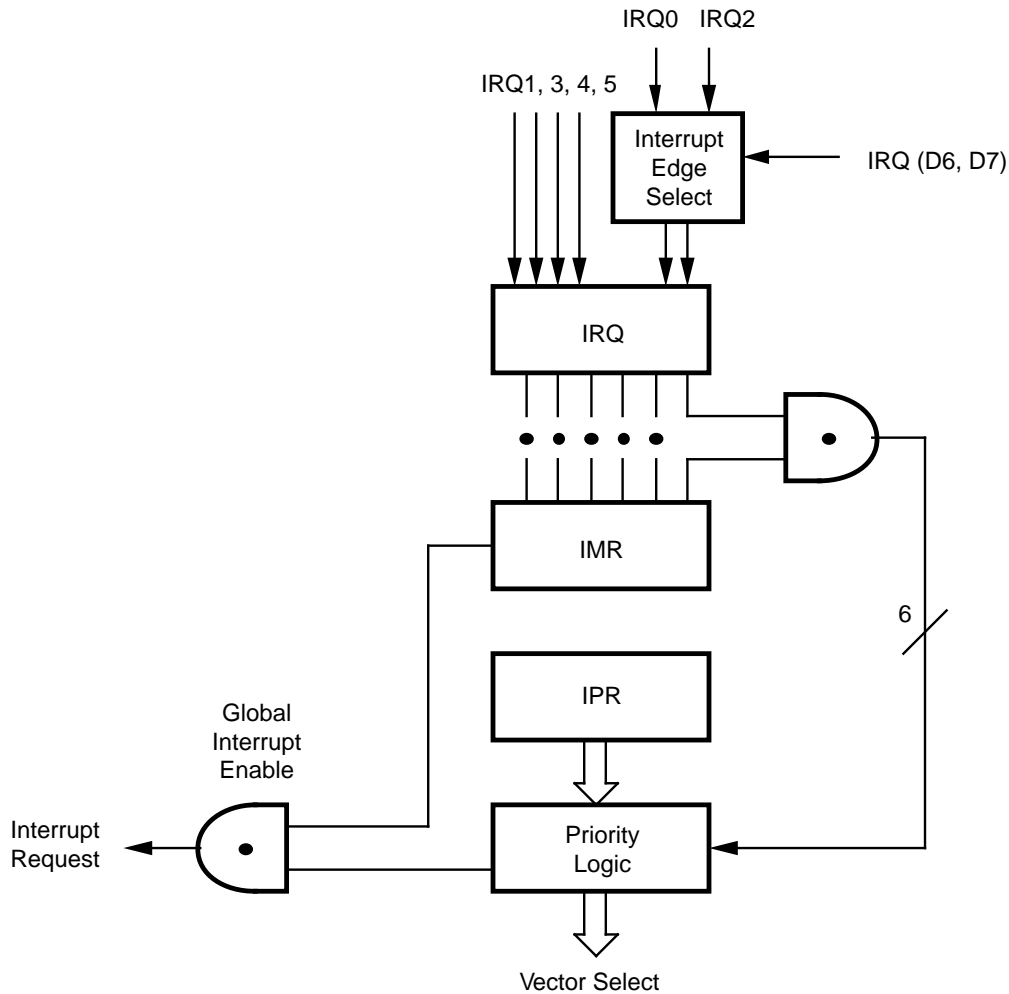 IRQ0 IRQ2
IRQ1, 3, 4, 5
Interrupt
Edge
Select
IRQ (D6, D7)
IRQ
IMR
6
IPR
Global
Interrupt
Enable
Interrupt
Request
Priority
Logic
Vector Select